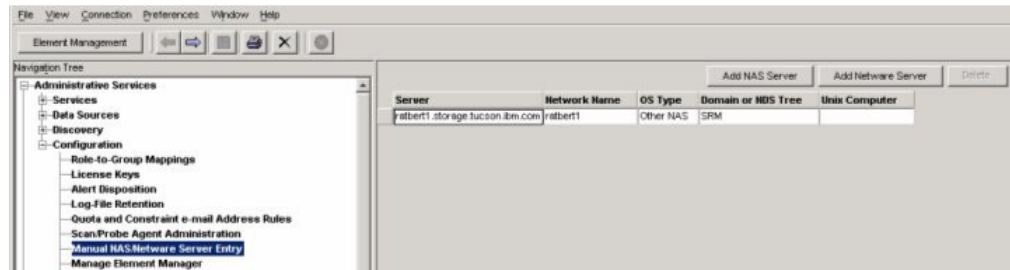 File View Connection Preferences Window Help
Element Management
Navigation Tree
Administrative Services
Services
Data Sources
Discovery
Configuration
Role-to-Group Mappings
License Keys
Alert Disposition
Log-File Retention
Quota and Constraint e-mail Address Rules
Scan/Probe Agent Administration
Manual NAS/Netware Server Entry
Manage Element Manager
Add NAS Server Add Netware Server Delete
Server Network Name OS Type Domain or NDS Tree Unix Computer
ratbert1.storage.tucson.ibm.com ratbert1 Other NAS SRM